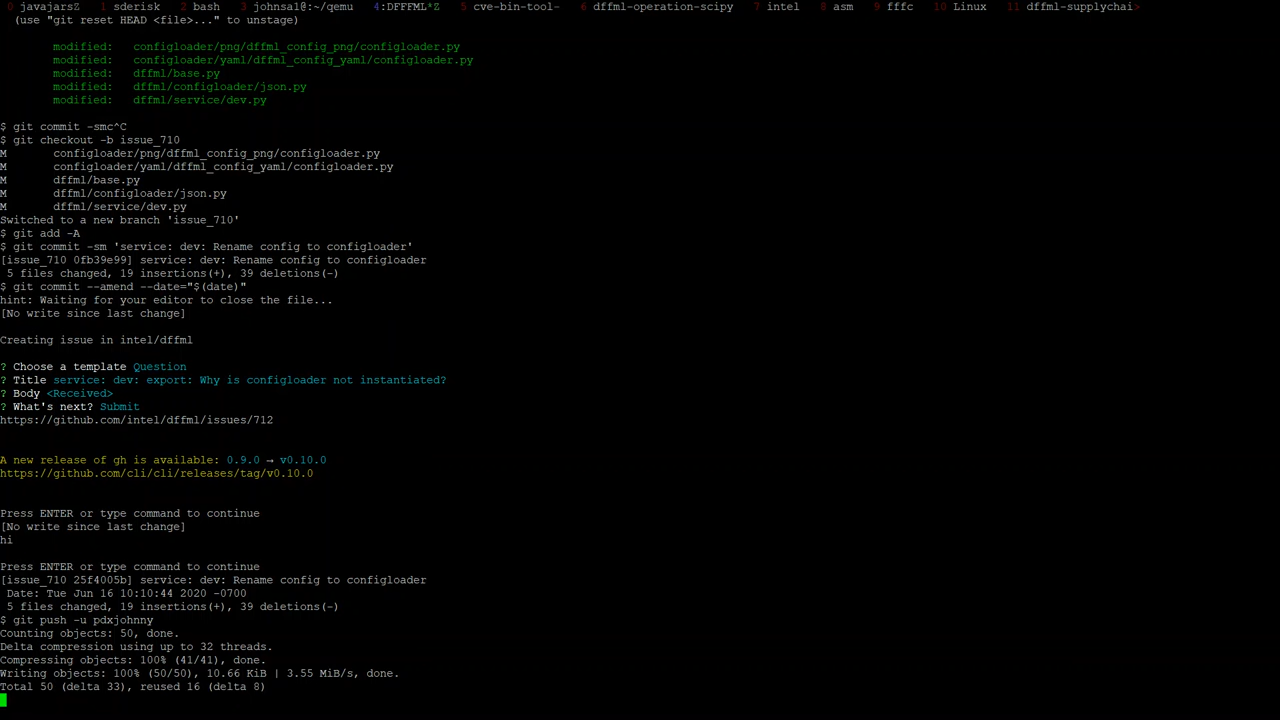 0 javajarsZ 1 sderisk 2 bash 3 johnsa1@:~/qemu 4:DFFFML*Z 5 cve-bin-tool- 6 dffml-operation-scipy 7 intel 8 asm 9 fffc 10 Linux 11 dffml-supplychai>
(use "git reset HEAD <file>..." to unstage)
modified: configloader/png/dffml_config_png/configloader.py
modified: configloader/yaml/dffml_config_yaml/configloader.py
modified: dffml/base.py
modified: dffml/configloader/json.py
modified: dffml/service/dev.py
$ git commit -smc^C
$ git checkout -b issue_710
M configloader/png/dffml_config_png/configloader.py
M configloader/yaml/dffml_config_yaml/configloader.py
M dffml/base.py
M dffml/configloader/json.py
M dffml/service/dev.py
Switched to a new branch 'issue_710'
$ git add -A
$ git commit -sm 'service: dev: Rename config to configloader'
[issue_710 0fb39e99] service: dev: Rename config to configloader
5 files changed, 19 insertions(+), 39 deletions(-)
$ git commit --amend --date="$(date)"
hint: Waiting for your editor to close the file...
[No write since last change]
Creating issue in intel/dffml
? Choose a template Question
? Title service: dev: export: Why is configloader not instantiated?
? Body <Received>
? What's next? Submit
https://github.com/intel/dffml/issues/712
A new release of gh is available: 0.9.0 → v0.10.0
https://github.com/cli/cli/releases/tag/v0.10.0
Press ENTER or type command to continue
[No write since last change]
hi
Press ENTER or type command to continue
[issue_710 25f4005b] service: dev: Rename config to configloader
Date: Tue Jun 16 10:10:44 2020 -0700
5 files changed, 19 insertions(+), 39 deletions(-)
$ git push -u pdxjohnny
Counting objects: 50, done.
Delta compression using up to 32 threads.
Compressing objects: 100% (41/41), done.
Writing objects: 100% (50/50), 10.66 KiB | 3.55 MiB/s, done.
Total 50 (delta 33), reused 16 (delta 8)